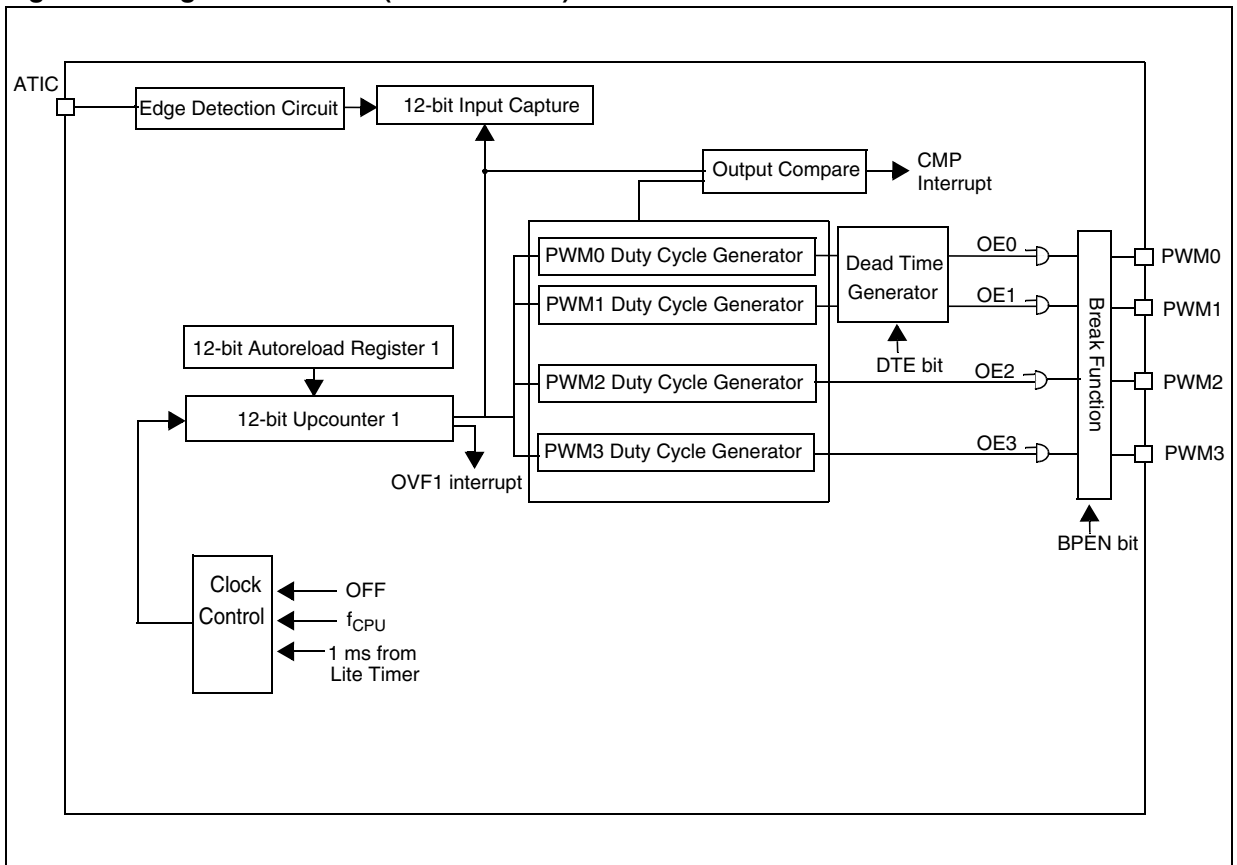 ATIC
Edge Detection Circuit
12-bit Input Capture
Output Compare
CMP
Interrupt
PWM0 Duty Cycle Generator
PWM1 Duty Cycle Generator
PWM2 Duty Cycle Generator
PWM3 Duty Cycle Generator
Dead Time
Generator
DTE bit
OE0
OE1
OE2
OE3
Break Function
BPEN bit
PWM0
PWM1
PWM2
PWM3
12-bit Autoreload Register 1
12-bit Upcounter 1
OVF1 interrupt
Clock
Control
OFF
fCPU
1 ms from
Lite Timer